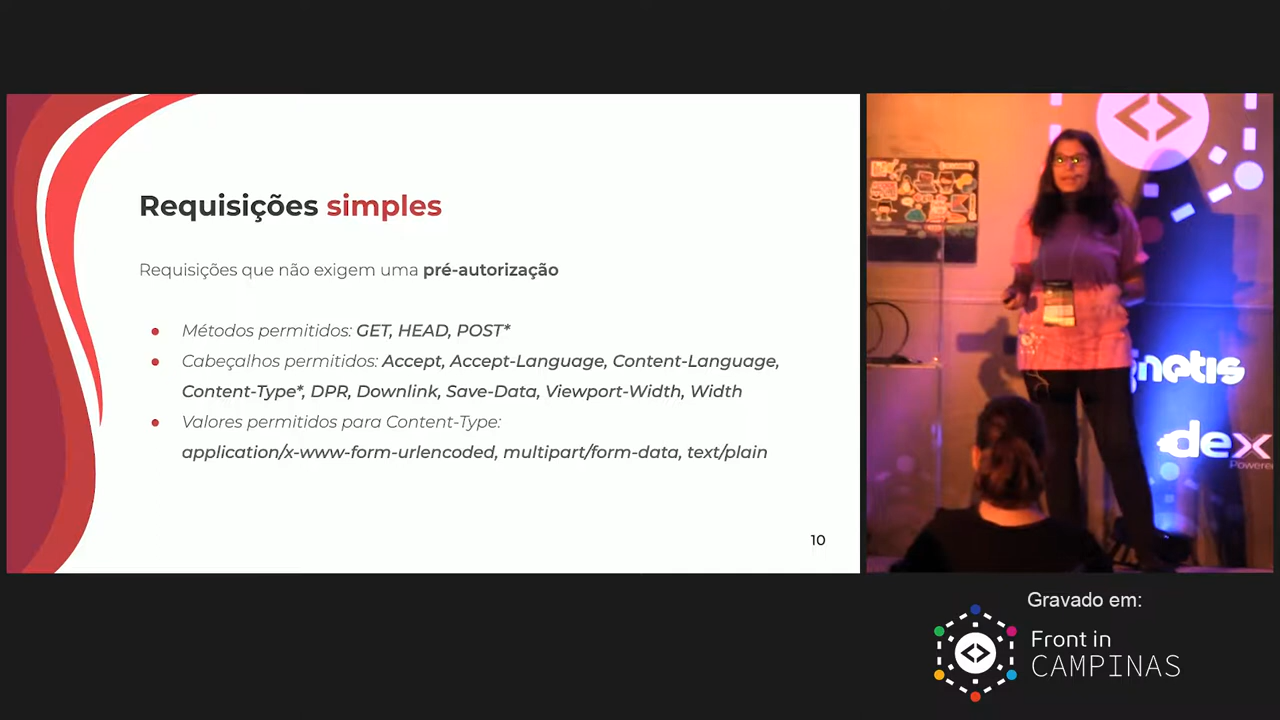 Requisições simples
Requisições que não exigem uma pré-autorização
● Métodos permitidos: GET, HEAD, POST*
● Cabeçalhos permitidos: Accept, Accept-Language, Content-Language,
Content-Type*, DPR, Downlink, Save-Data, Viewport-Width, Width
● Valores permitidos para Content-Type:
application/x-www-form-urlencoded, multipart/form-data, text/plain
10
netis
dex
Powered
Gravado em:
Front in
CAMPINAS